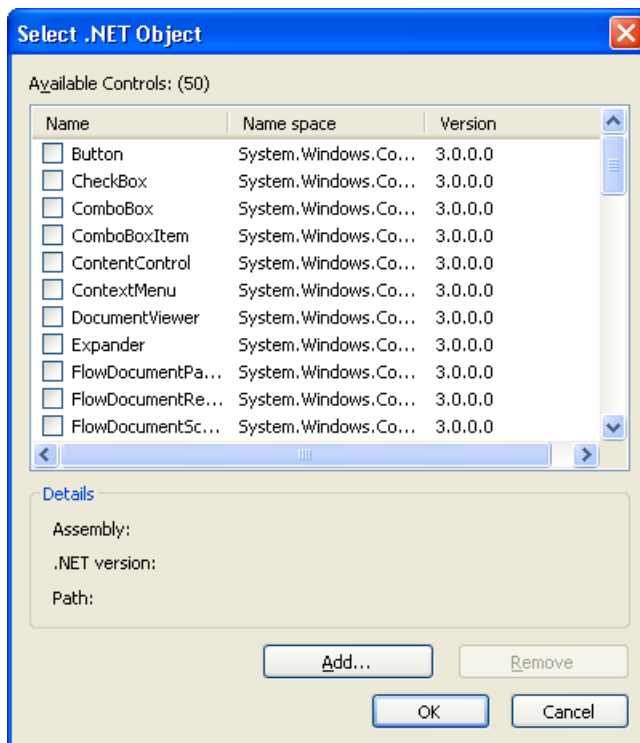 Select .NET Object
Available Controls: (50)
Name Name space Version
Button System.Windows.Co... 3.0.0.0
CheckBox System.Windows.Co... 3.0.0.0
ComboBox System.Windows.Co... 3.0.0.0
ComboBoxItem System.Windows.Co... 3.0.0.0
ContentControl System.Windows.Co... 3.0.0.0
ContextMenu System.Windows.Co... 3.0.0.0
DocumentViewer System.Windows.Co... 3.0.0.0
Expander System.Windows.Co... 3.0.0.0
FlowDocumentPa... System.Windows.Co... 3.0.0.0
FlowDocumentRe... System.Windows.Co... 3.0.0.0
FlowDocumentSc... System.Windows.Co... 3.0.0.0
Details
Assembly:
.NET version:
Path:
Add... Remove
OK Cancel